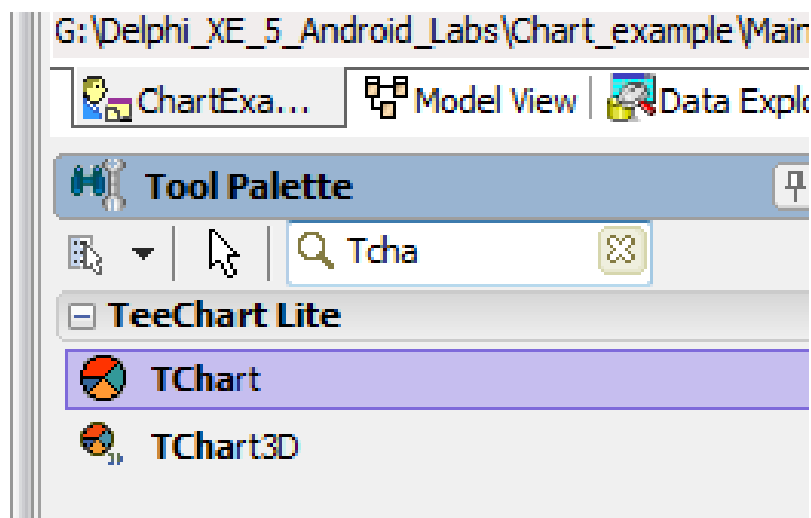 G:\Delphi_XE_5_Android_Labs\Chart_example\Main
ChartExa... Model View Data Explo
Tool Palette
Tcha
TeeChart Lite
TChart
TChart3D